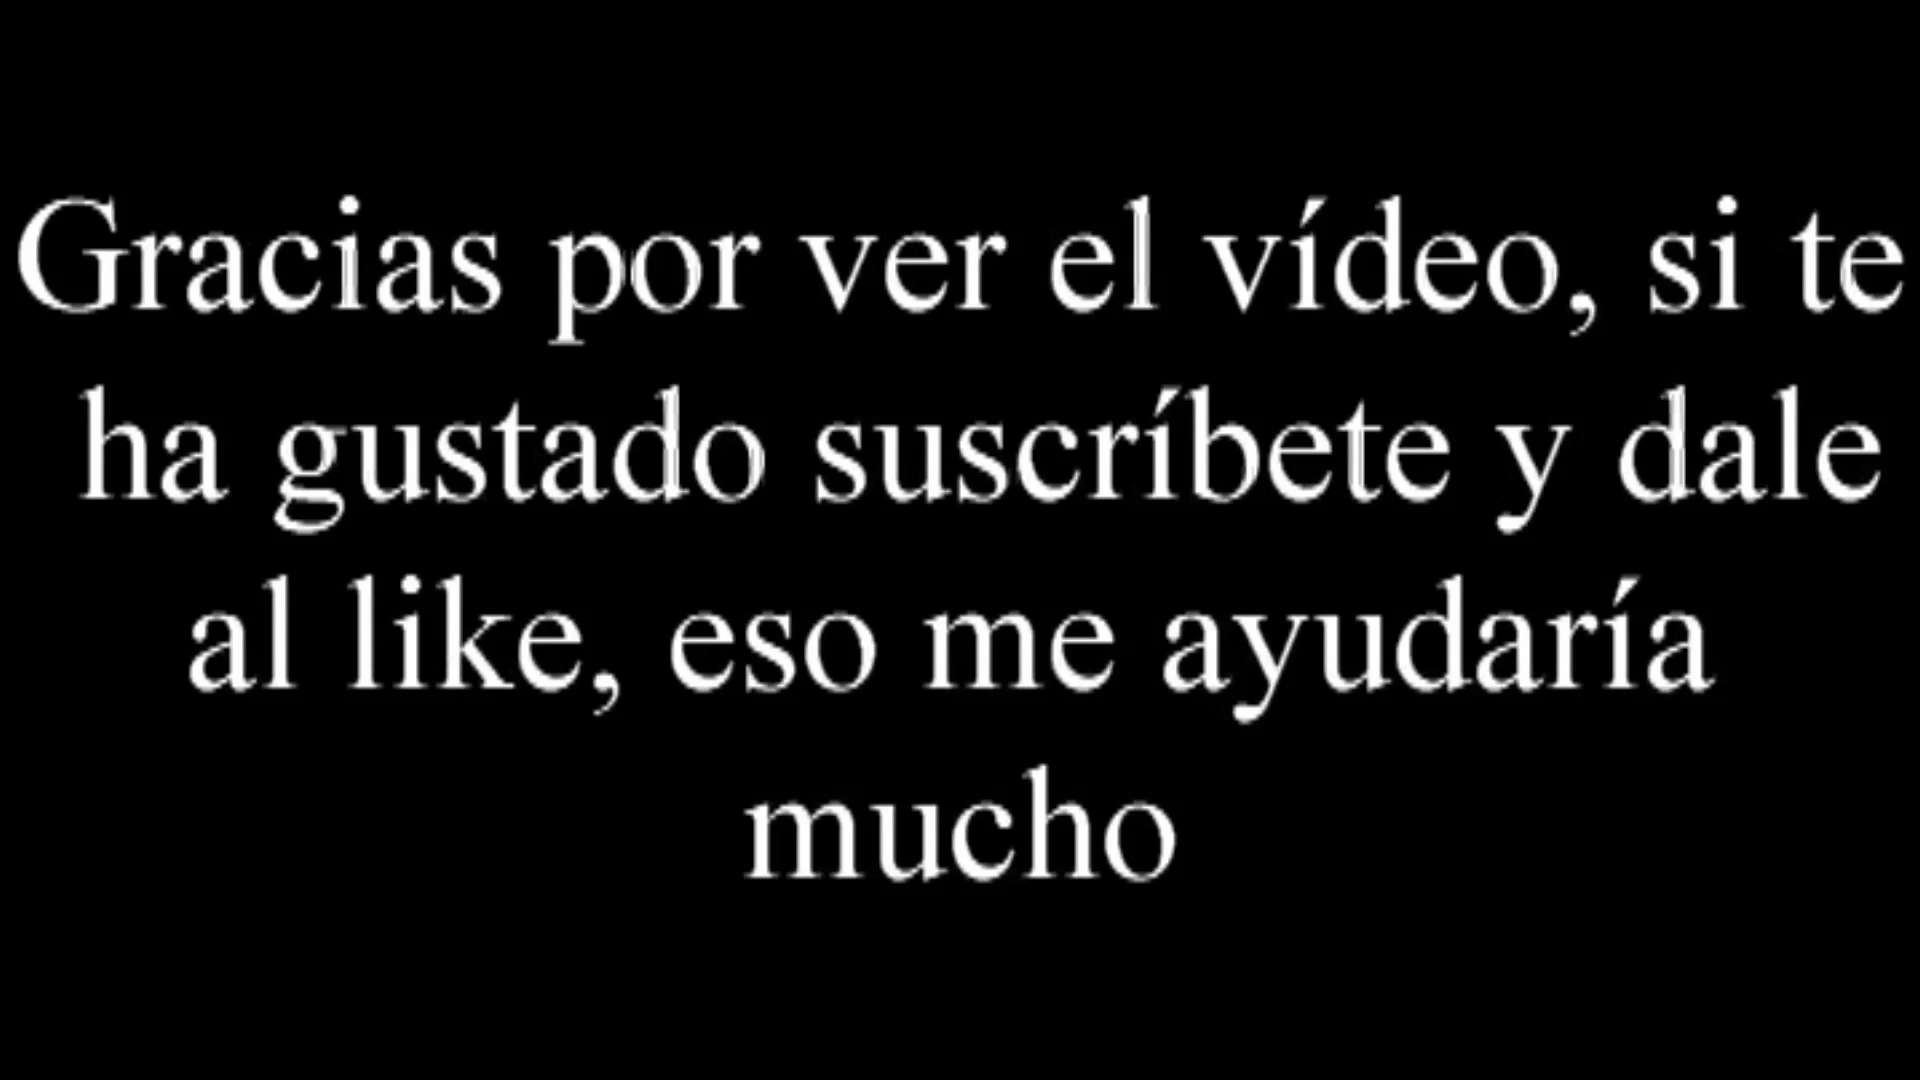 Gracias por ver el vídeo, si te
ha gustado suscríbete y dale
al like, eso me ayudaría
mucho